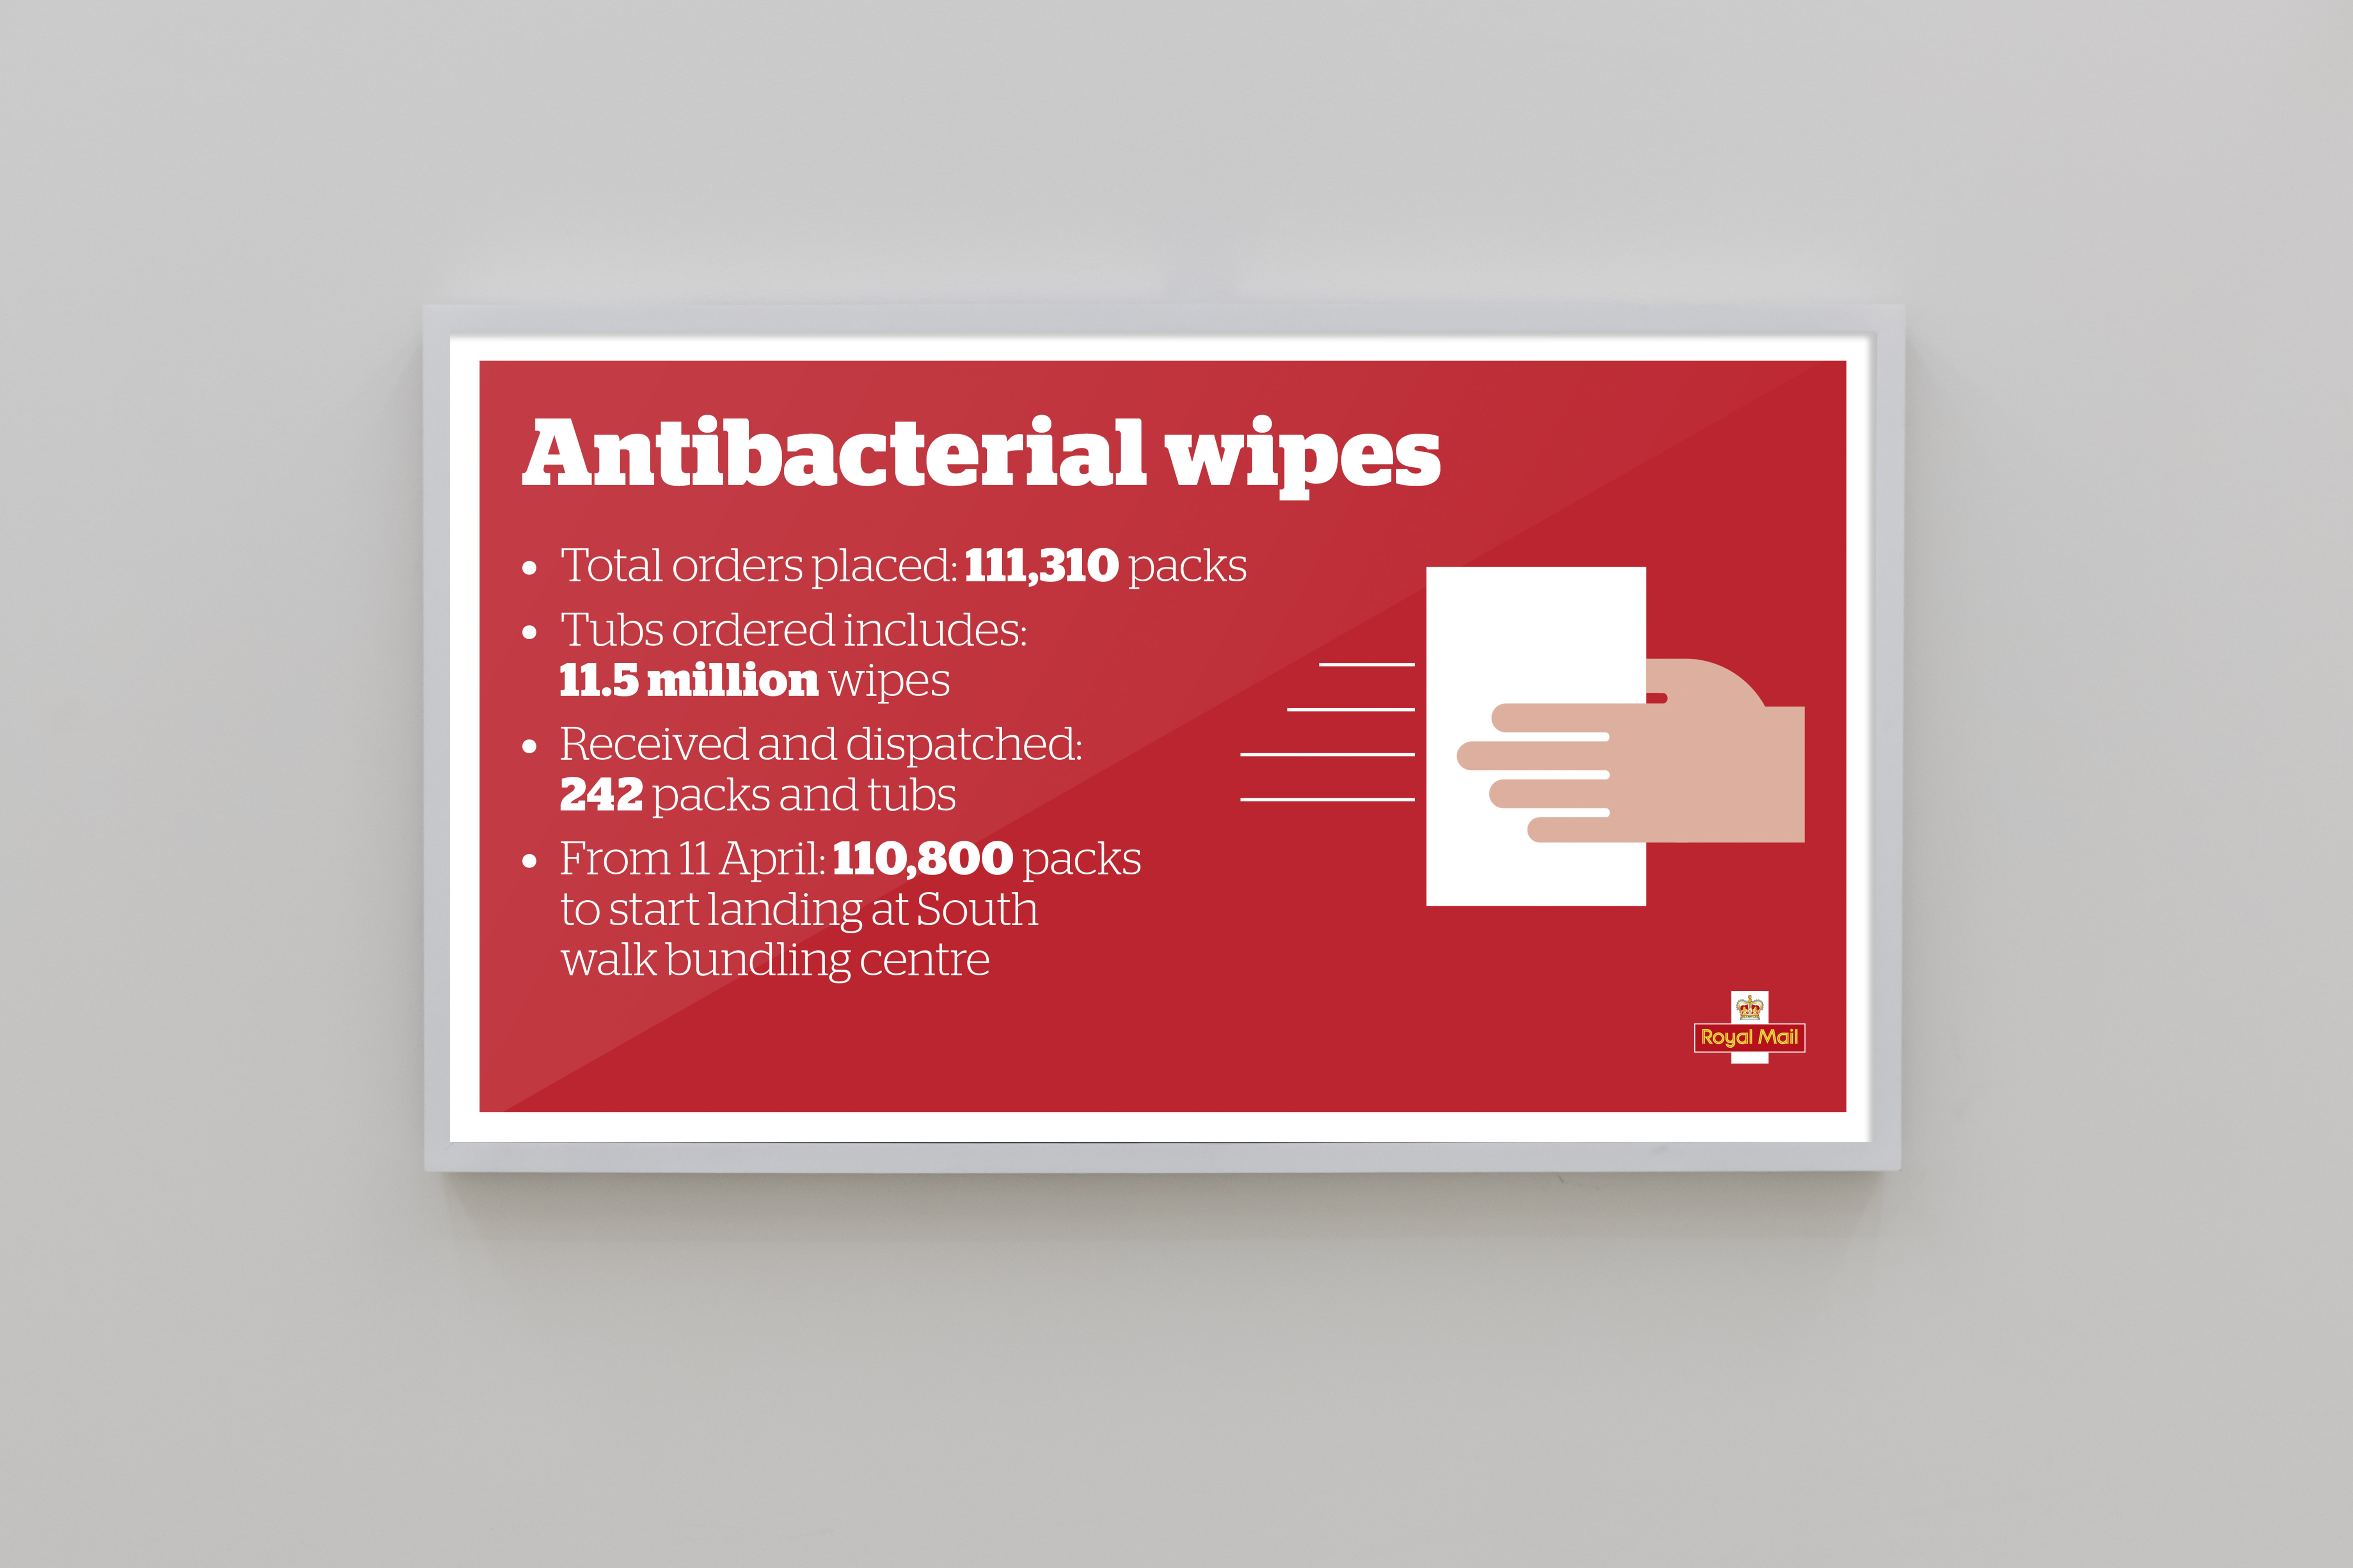 Antibacterial wipes
• Total orders placed: 111,310 packs
• Tubs ordered includes:
11.5 million wipes
• Received and dispatched:
242 packs and tubs
• From 11 April: 110,800 packs
to start landing at South
walk bundling centre
Royal Mail